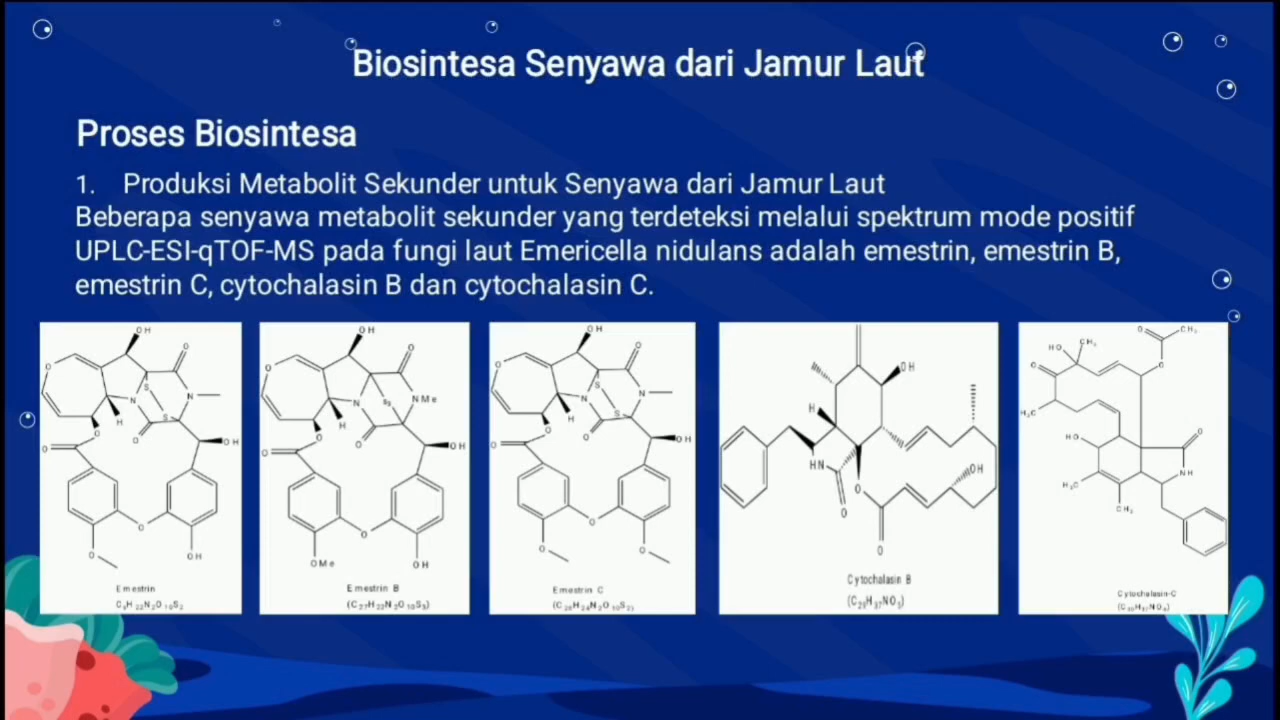 Biosintesa Senyawa dari Jamur Laut
Proses Biosintesa
1. Produksi Metabolit Sekunder untuk Senyawa dari Jamur Laut
Beberapa senyawa metabolit sekunder yang terdeteksi melalui spektrum mode positif
UPLC-ESI-qTOF-MS pada fungi laut Emericella nidulans adalah emestrin, emestrin B,
emestrin C, cytochalasin B dan cytochalasin C.
Emestrin
Emestrin B
(C27H22N2O10S3)
Emestrin C
Cytochalasin B
(C29H37NO5)
Cytochalasin-C